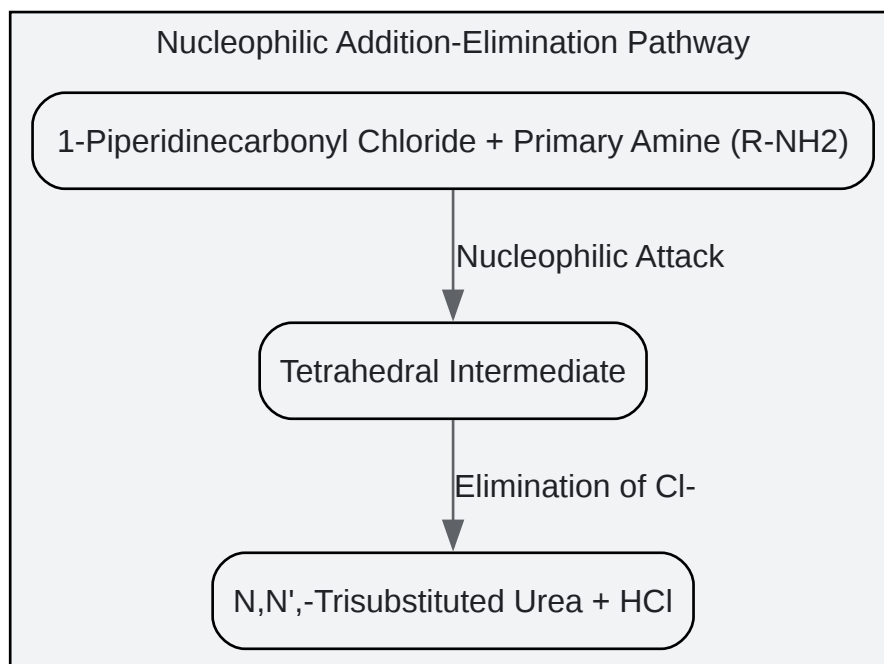 Nucleophilic Addition-Elimination Pathway
1-Piperidinecarbonyl Chloride + Primary Amine (R-NH2)
Nucleophilic Attack
Tetrahedral Intermediate
Elimination of Cl-
N,N',-Trisubstituted Urea + HCl